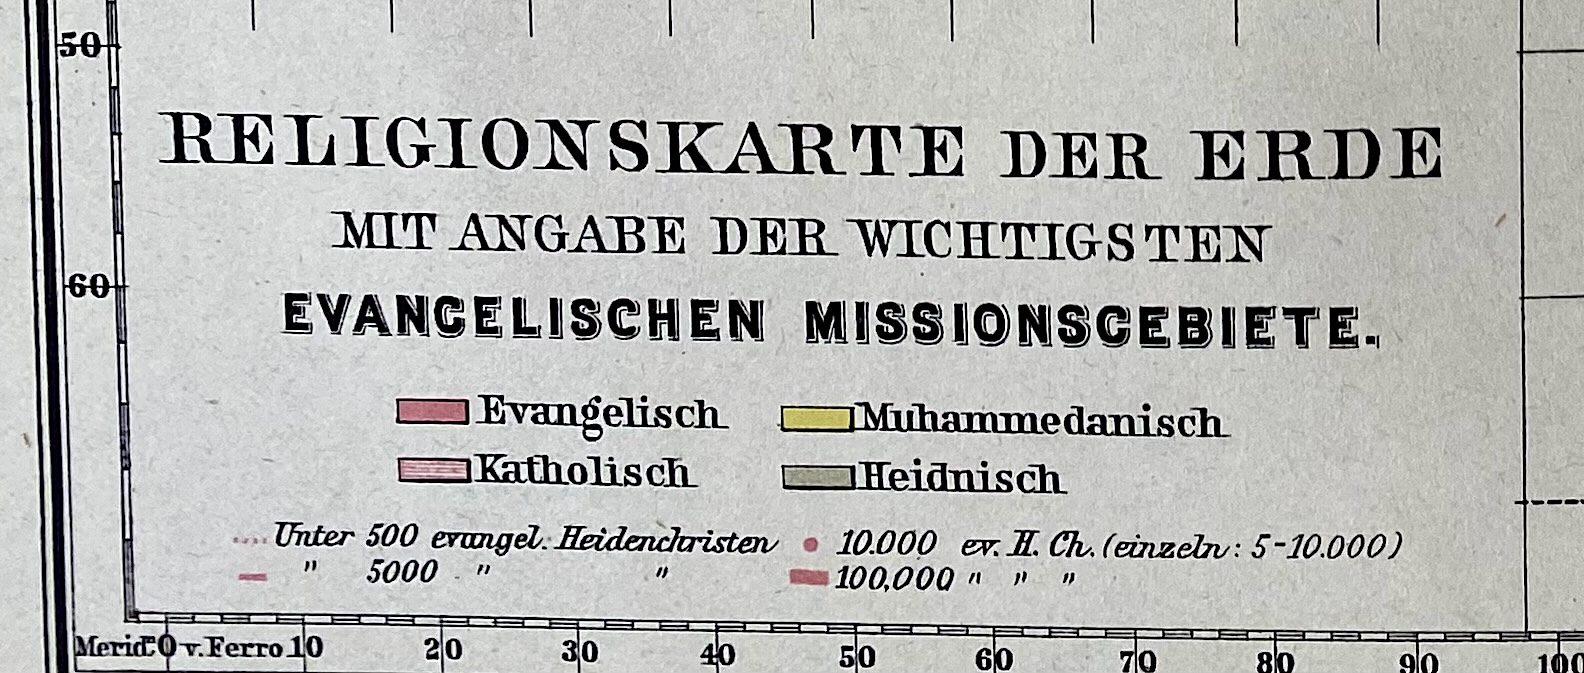 50
RELIGIONSKARTE DER ERDE
MIT ANGABE DER WICHTIGSTEN
60
EVANGELISCHEN MISSIONSGEBIETE.
Evangelisch Muhammedanisch
Katholisch Heidnisch
Unter 500 evangel. Heidenchristen 10.000 ev. H. Ch. (einzeln: 5-10.000)
" 5000 " " 100,000 " " "
Merid. 0 v. Ferro 10 20 30 40 50 60 70 80 90 100